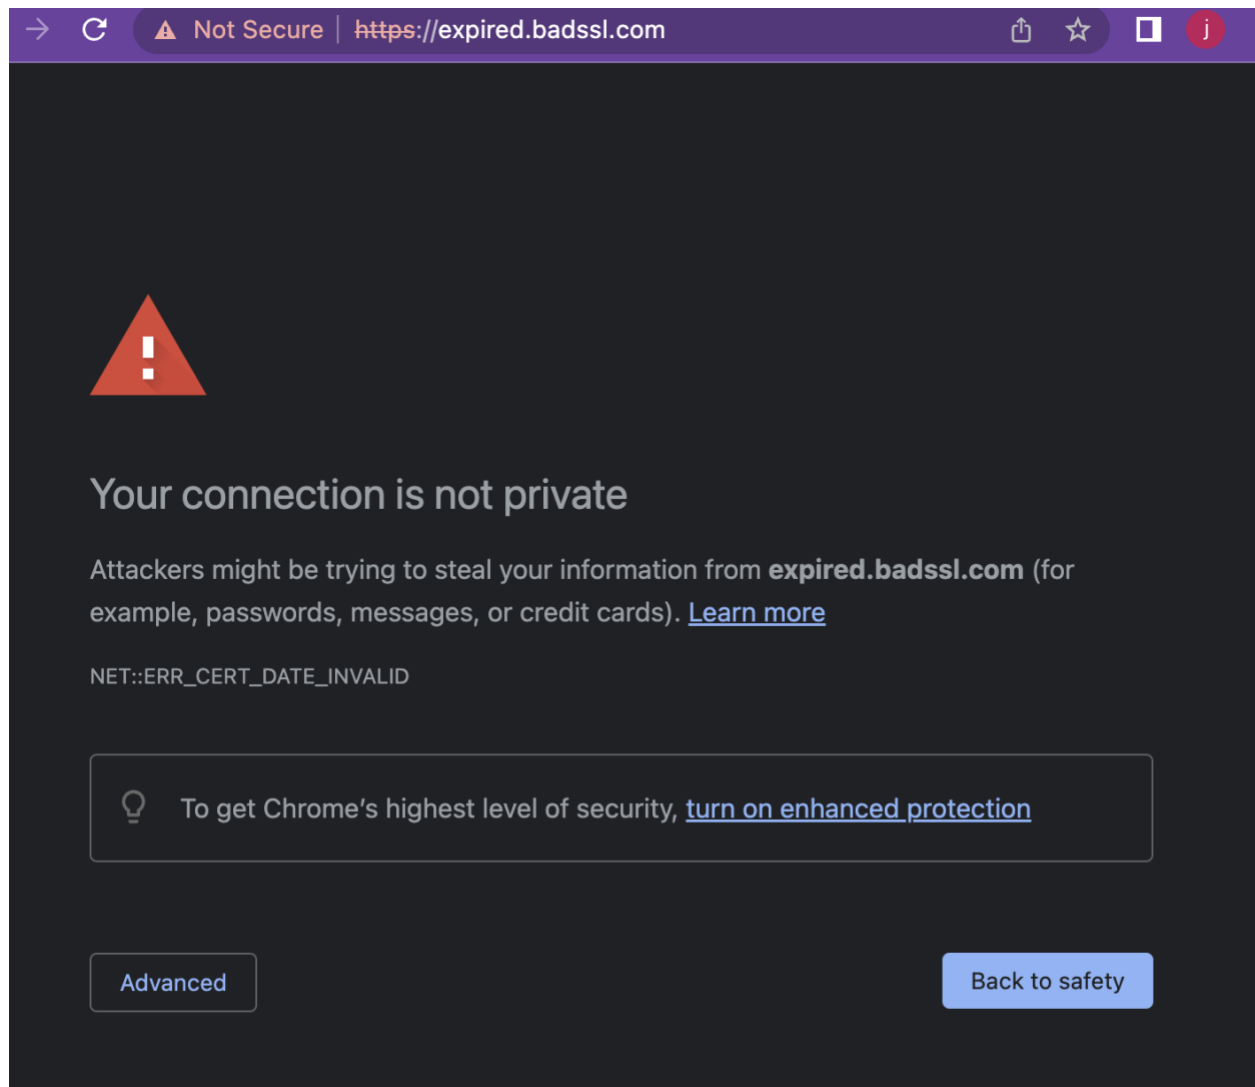 Not Secure | https://expired.badssl.com j
!
Your connection is not private
Attackers might be trying to steal your information from expired.badssl.com (for
example, passwords, messages, or credit cards). Learn more
NET::ERR_CERT_DATE_INVALID
To get Chrome’s highest level of security, turn on enhanced protection
Advanced Back to safety